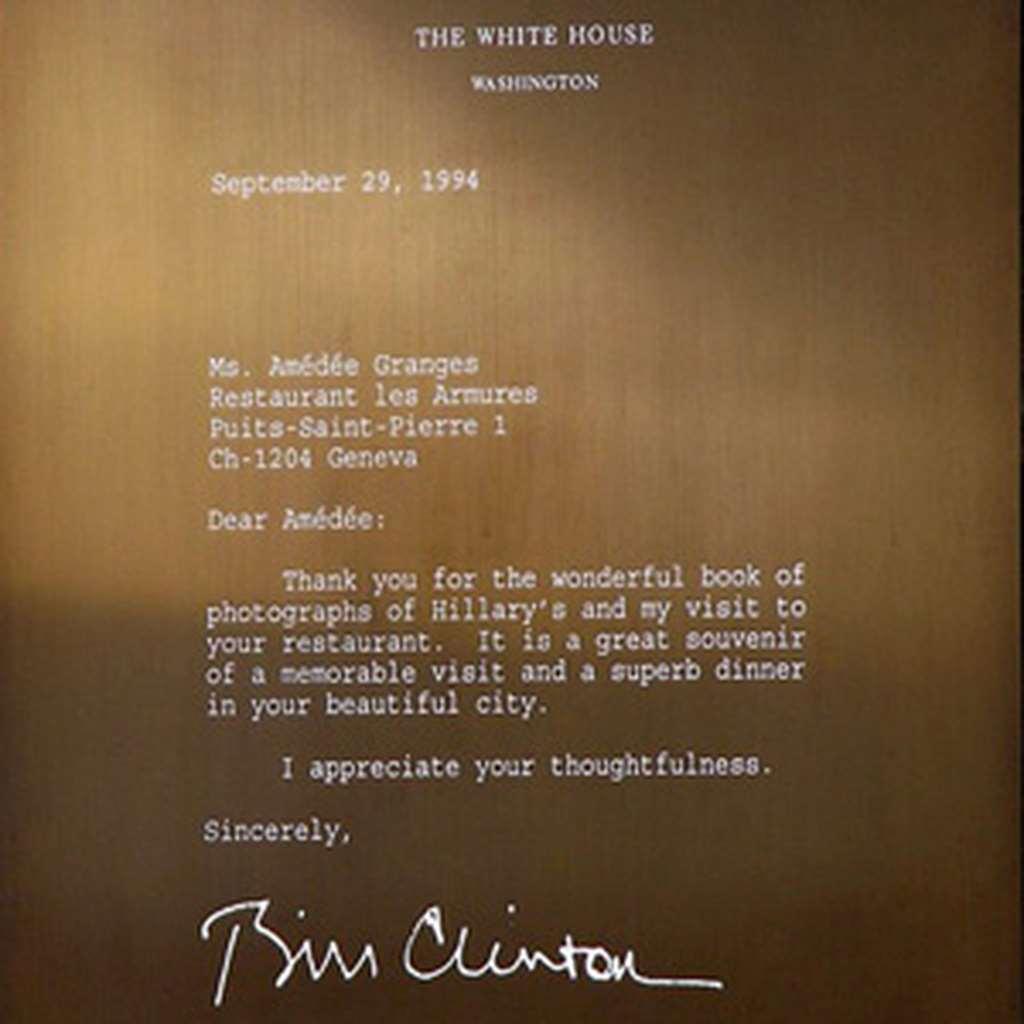 THE WHITE HOUSE
WASHINGTON
September 29, 1994
Ms. Amédée Granges
Restaurant les Armures
Puits-Saint-Pierre 1
Ch-1204 Geneva
Dear Amédée:
Thank you for the wonderful book of
photographs of Hillary's and my visit to
your restaurant. It is a great souvenir
of a memorable visit and a superb dinner
in your beautiful city.
I appreciate your thoughtfulness.
Sincerely,
Bill Clinton